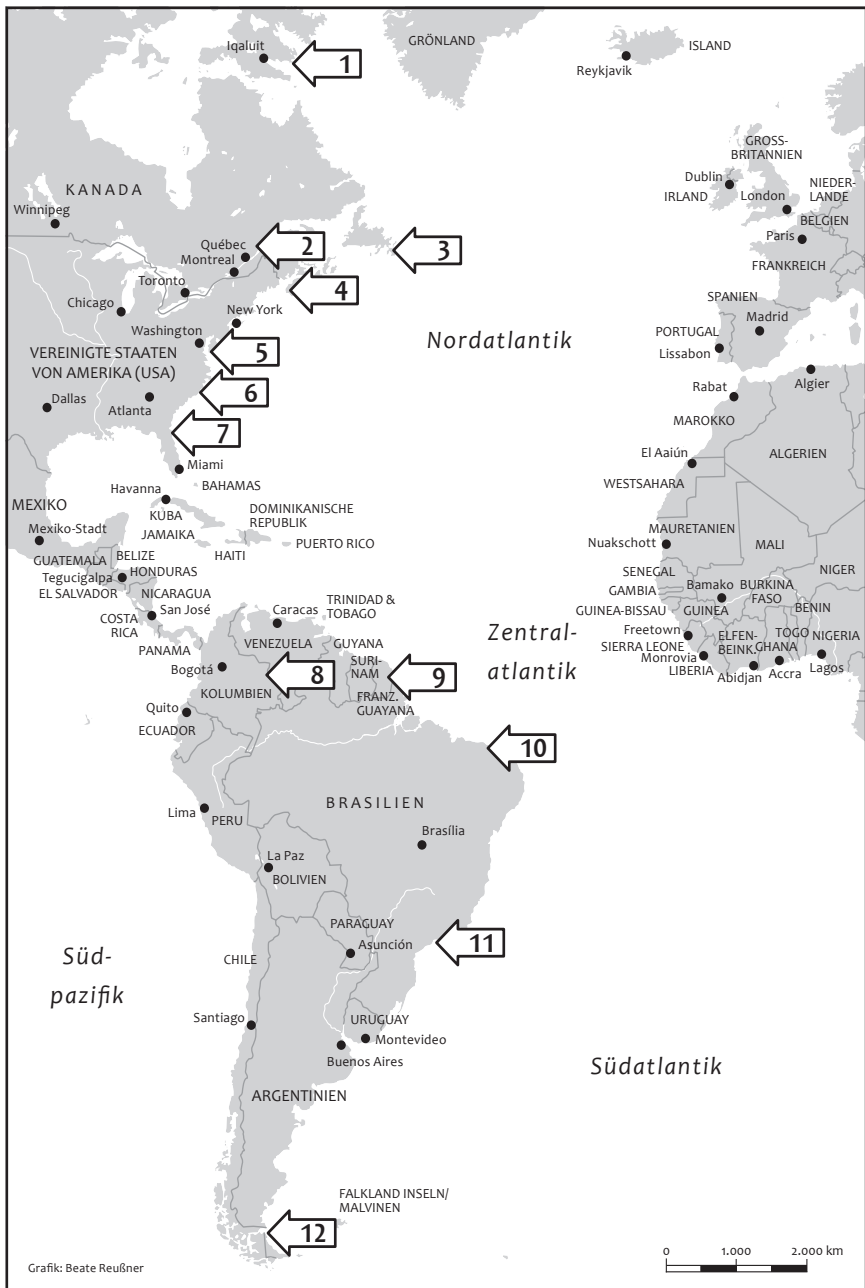 GRÖNLAND
ISLAND
Reykjavik
Iqaluit
1
KANADA
Winnipeg
GROSS-
BRITANNIEN
Dublin
IRLAND
London
NIEDER-
LANDE
BELGIEN
Paris
FRANKREICH
Québec
2
Montreal
3
Toronto
4
Chicago
New York
Washington
5
VEREINIGTE STAATEN
VON AMERIKA (USA)
6
Dallas
Atlanta
7
Nordatlantik
SPANIEN
Madrid
PORTUGAL
Lissabon
Rabat
Algier
MAROKKO
El Aaiún
ALGERIEN
WESTSAHARA
Miami
BAHAMAS
Havanna
KUBA
MEXIKO
Mexiko-Stadt
JAMAIKA
DOMINIKANISCHE
REPUBLIK
HAITI
PUERTO RICO
GUATEMALA
BELIZE
HONDURAS
Tegucigalpa
EL SALVADOR
NICARAGUA
COSTA
RICA
San José
PANAMA
MAURETANIEN
Nuakschott
MALI
NIGER
SENEGAL
GAMBIA
Bamako
BURKINA
FASO
GUINEA-BISSAU
GUINEA
BENIN
Freetown
SIERRA LEONE
ELFEN-
BEINK.
TOGO
GHANA
NIGERIA
Monrovia
LIBERIA
Abidjan
Accra
Lagos
Caracas
TRINIDAD &
TOBAGO
VENEZUELA
GUYANA
Bogotá
8
SURI-
NAM
9
KOLUMBIEN
FRANZ.
GUAYANA
Zentral-
atlantik
Quito
ECUADOR
10
BRASILIEN
Lima
PERU
Brasília
La Paz
BOLIVIEN
PARAGUAY
Asunción
11
Süd-
pazifik
CHILE
Santiago
URUGUAY
Montevideo
Buenos Aires
Südatlantik
ARGENTINIEN
FALKLAND INSELN/
MALVINEN
12
Grafik: Beate Reußner
0 1.000 2.000 km